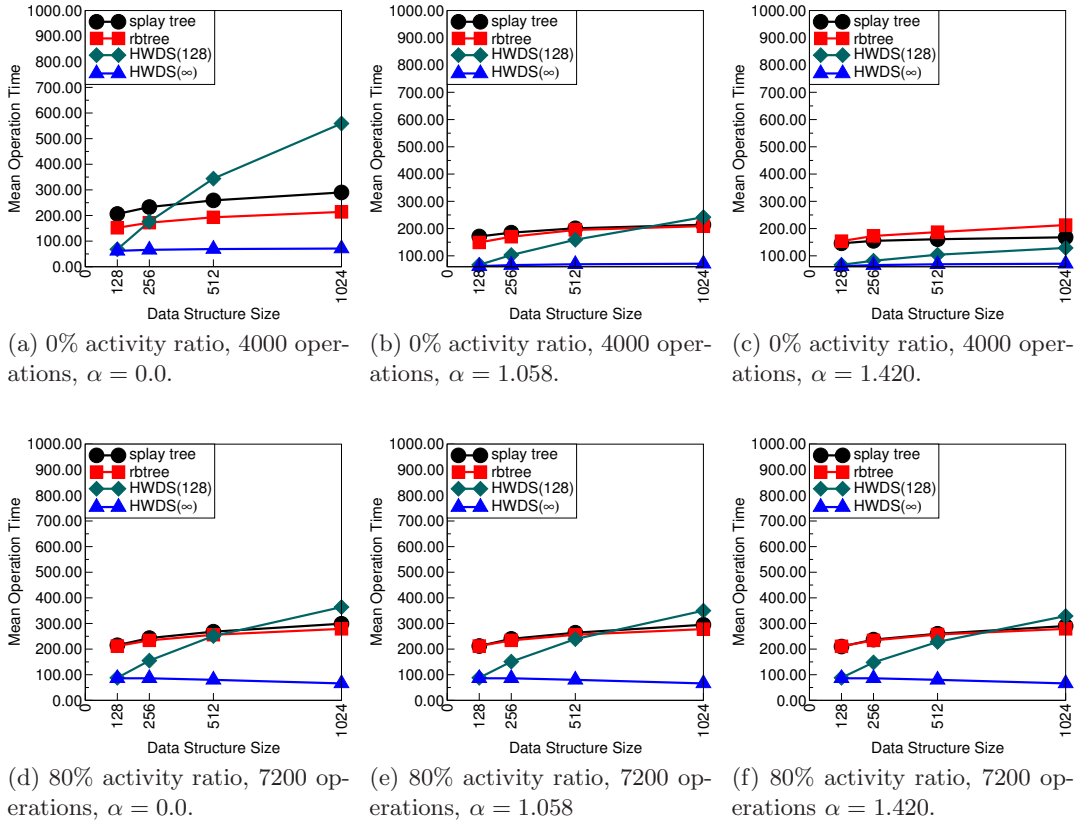 1000.00
900.00
800.00
700.00
600.00
500.00
400.00
300.00
200.00
100.00
0.00
Mean Operation Time
splay tree
rbtree
HWDS(128)
HWDS(∞)
0
128
256
512
1024
Data Structure Size
(a) 0% activity ratio, 4000 oper-
ations, α = 0.0.
1000.00
900.00
800.00
700.00
600.00
500.00
400.00
300.00
200.00
100.00
Mean Operation Time
splay tree
rbtree
HWDS(128)
HWDS(∞)
0
128
256
512
1024
Data Structure Size
(b) 0% activity ratio, 4000 oper-
ations, α = 1.058.
1000.00
900.00
800.00
700.00
600.00
500.00
400.00
300.00
200.00
100.00
Mean Operation Time
splay tree
rbtree
HWDS(128)
HWDS(∞)
0
128
256
512
1024
Data Structure Size
(c) 0% activity ratio, 4000 oper-
ations, α = 1.420.
1000.00
900.00
800.00
700.00
600.00
500.00
400.00
300.00
200.00
100.00
0.00
Mean Operation Time
splay tree
rbtree
HWDS(128)
HWDS(∞)
0
128
256
512
1024
Data Structure Size
(d) 80% activity ratio, 7200 op-
erations, α = 0.0.
1000.00
900.00
800.00
700.00
600.00
500.00
400.00
300.00
200.00
100.00
0.00
Mean Operation Time
splay tree
rbtree
HWDS(128)
HWDS(∞)
0
128
256
512
1024
Data Structure Size
(e) 80% activity ratio, 7200 op-
erations, α = 1.058
1000.00
900.00
800.00
700.00
600.00
500.00
400.00
300.00
200.00
100.00
0.00
Mean Operation Time
splay tree
rbtree
HWDS(128)
HWDS(∞)
0
128
256
512
1024
Data Structure Size
(f) 80% activity ratio, 7200 op-
erations α = 1.420.